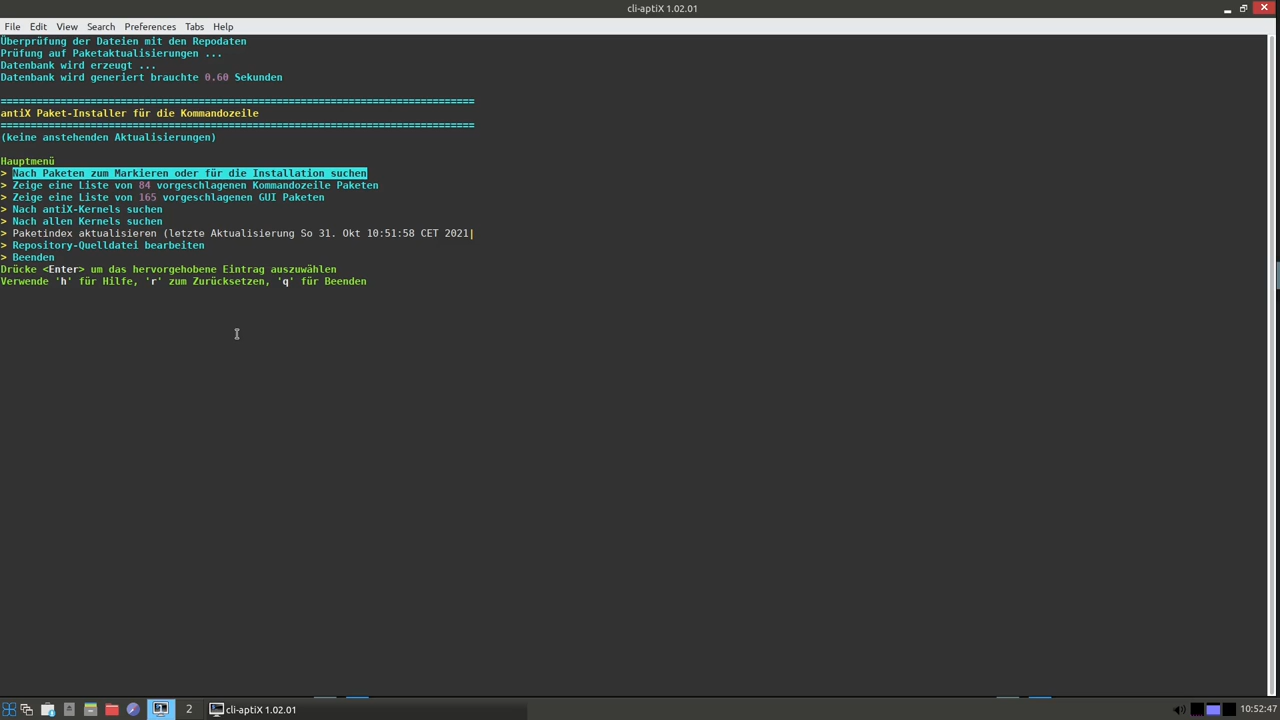 cli-aptiX 1.02.01
File Edit View Search Preferences Tabs Help
Überprüfung der Dateien mit den Repodaten
Prüfung auf Paketaktualisierungen ...
Datenbank wird erzeugt ...
Datenbank wird generiert brauchte 0.60 Sekunden
===============================================================================
antiX Paket-Installer für die Kommandozeile
===============================================================================
(keine anstehenden Aktualisierungen)
Hauptmenü
> Nach Paketen zum Markieren oder für die Installation suchen
> Zeige eine Liste von 84 vorgeschlagenen Kommandozeile Paketen
> Zeige eine Liste von 165 vorgeschlagenen GUI Paketen
> Nach antiX-Kernels suchen
> Nach allen Kernels suchen
> Paketindex aktualisieren (letzte Aktualisierung So 31. Okt 10:51:58 CET 2021|
> Repository-Quelldatei bearbeiten
> Beenden
Drücke <Enter> um das hervorgehobene Eintrag auszuwählen
Verwende 'h' für Hilfe, 'r' zum Zurücksetzen, 'q' für Beenden
1 2 cli-aptiX 1.02.01 10:52:47